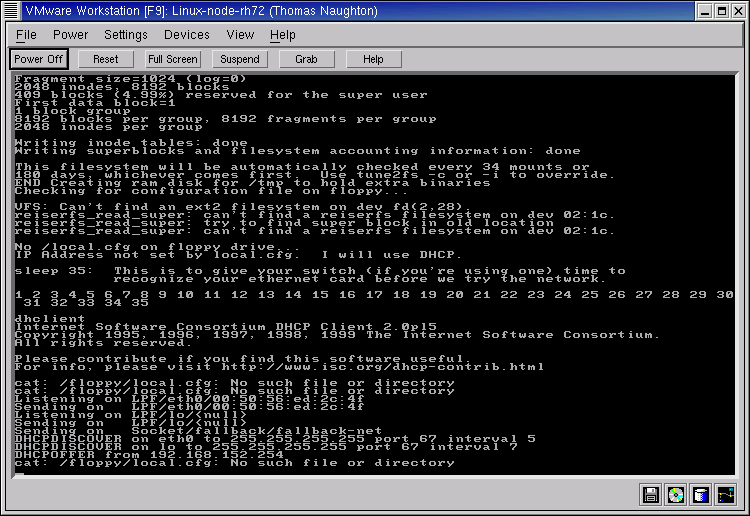 VMware Workstation [F9]: Linux-node-rh72 (Thomas Naughton)
File Power Settings Devices View Help
Power Off Reset Full Screen Suspend Grab Help
Fragment size=1024 (log=0)
2048 inodes, 8192 blocks
409 blocks (4.99%) reserved for the super user
First data block=1
1 block group
8192 blocks per group, 8192 fragments per group
2048 inodes per group
Writing inode tables: done
Writing superblocks and filesystem accounting information: done
This filesystem will be automatically checked every 34 mounts or
180 days, whichever comes first.  Use tune2fs -c or -i to override.
END Creating ram disk for /tmp to hold extra binaries
Checking for configuration file on floppy...
VFS: Can't find an ext2 filesystem on dev fd(2,28).
reiserfs_read_super: can't find a reiserfs filesystem on dev 02:1c.
reiserfs_read_super: try to find super block in old location
reiserfs_read_super: can't find a reiserfs filesystem on dev 02:1c.
No /local.cfg on floppy drive...
IP Address not set by local.cfg.  I will use DHCP.
sleep 35:  This is to give your switch (if you're using one) time to
recognize your ethernet card before we try the network.
1 2 3 4 5 6 7 8 9 10 11 12 13 14 15 16 17 18 19 20 21 22 23 24 25 26 27 28 29 30
31 32 33 34 35
dhclient
Internet Software Consortium DHCP Client 2.0pl5
Copyright 1995, 1996, 1997, 1998, 1999 The Internet Software Consortium.
All rights reserved.
Please contribute if you find this software useful.
For info, please visit http://www.isc.org/dhcp-contrib.html
cat: /floppy/local.cfg: No such file or directory
cat: /floppy/local.cfg: No such file or directory
Listening on LPF/eth0/00:50:56:ed:2c:4f
Sending on   LPF/eth0/00:50:56:ed:2c:4f
Listening on LPF/lo/<null>
Sending on   LPF/lo/<null>
Sending on   Socket/fallback/fallback-net
DHCPDISCOVER on eth0 to 255.255.255.255 port 67 interval 5
DHCPDISCOVER on lo to 255.255.255.255 port 67 interval 7
DHCPOFFER from 192.168.152.254
cat: /floppy/local.cfg: No such file or directory